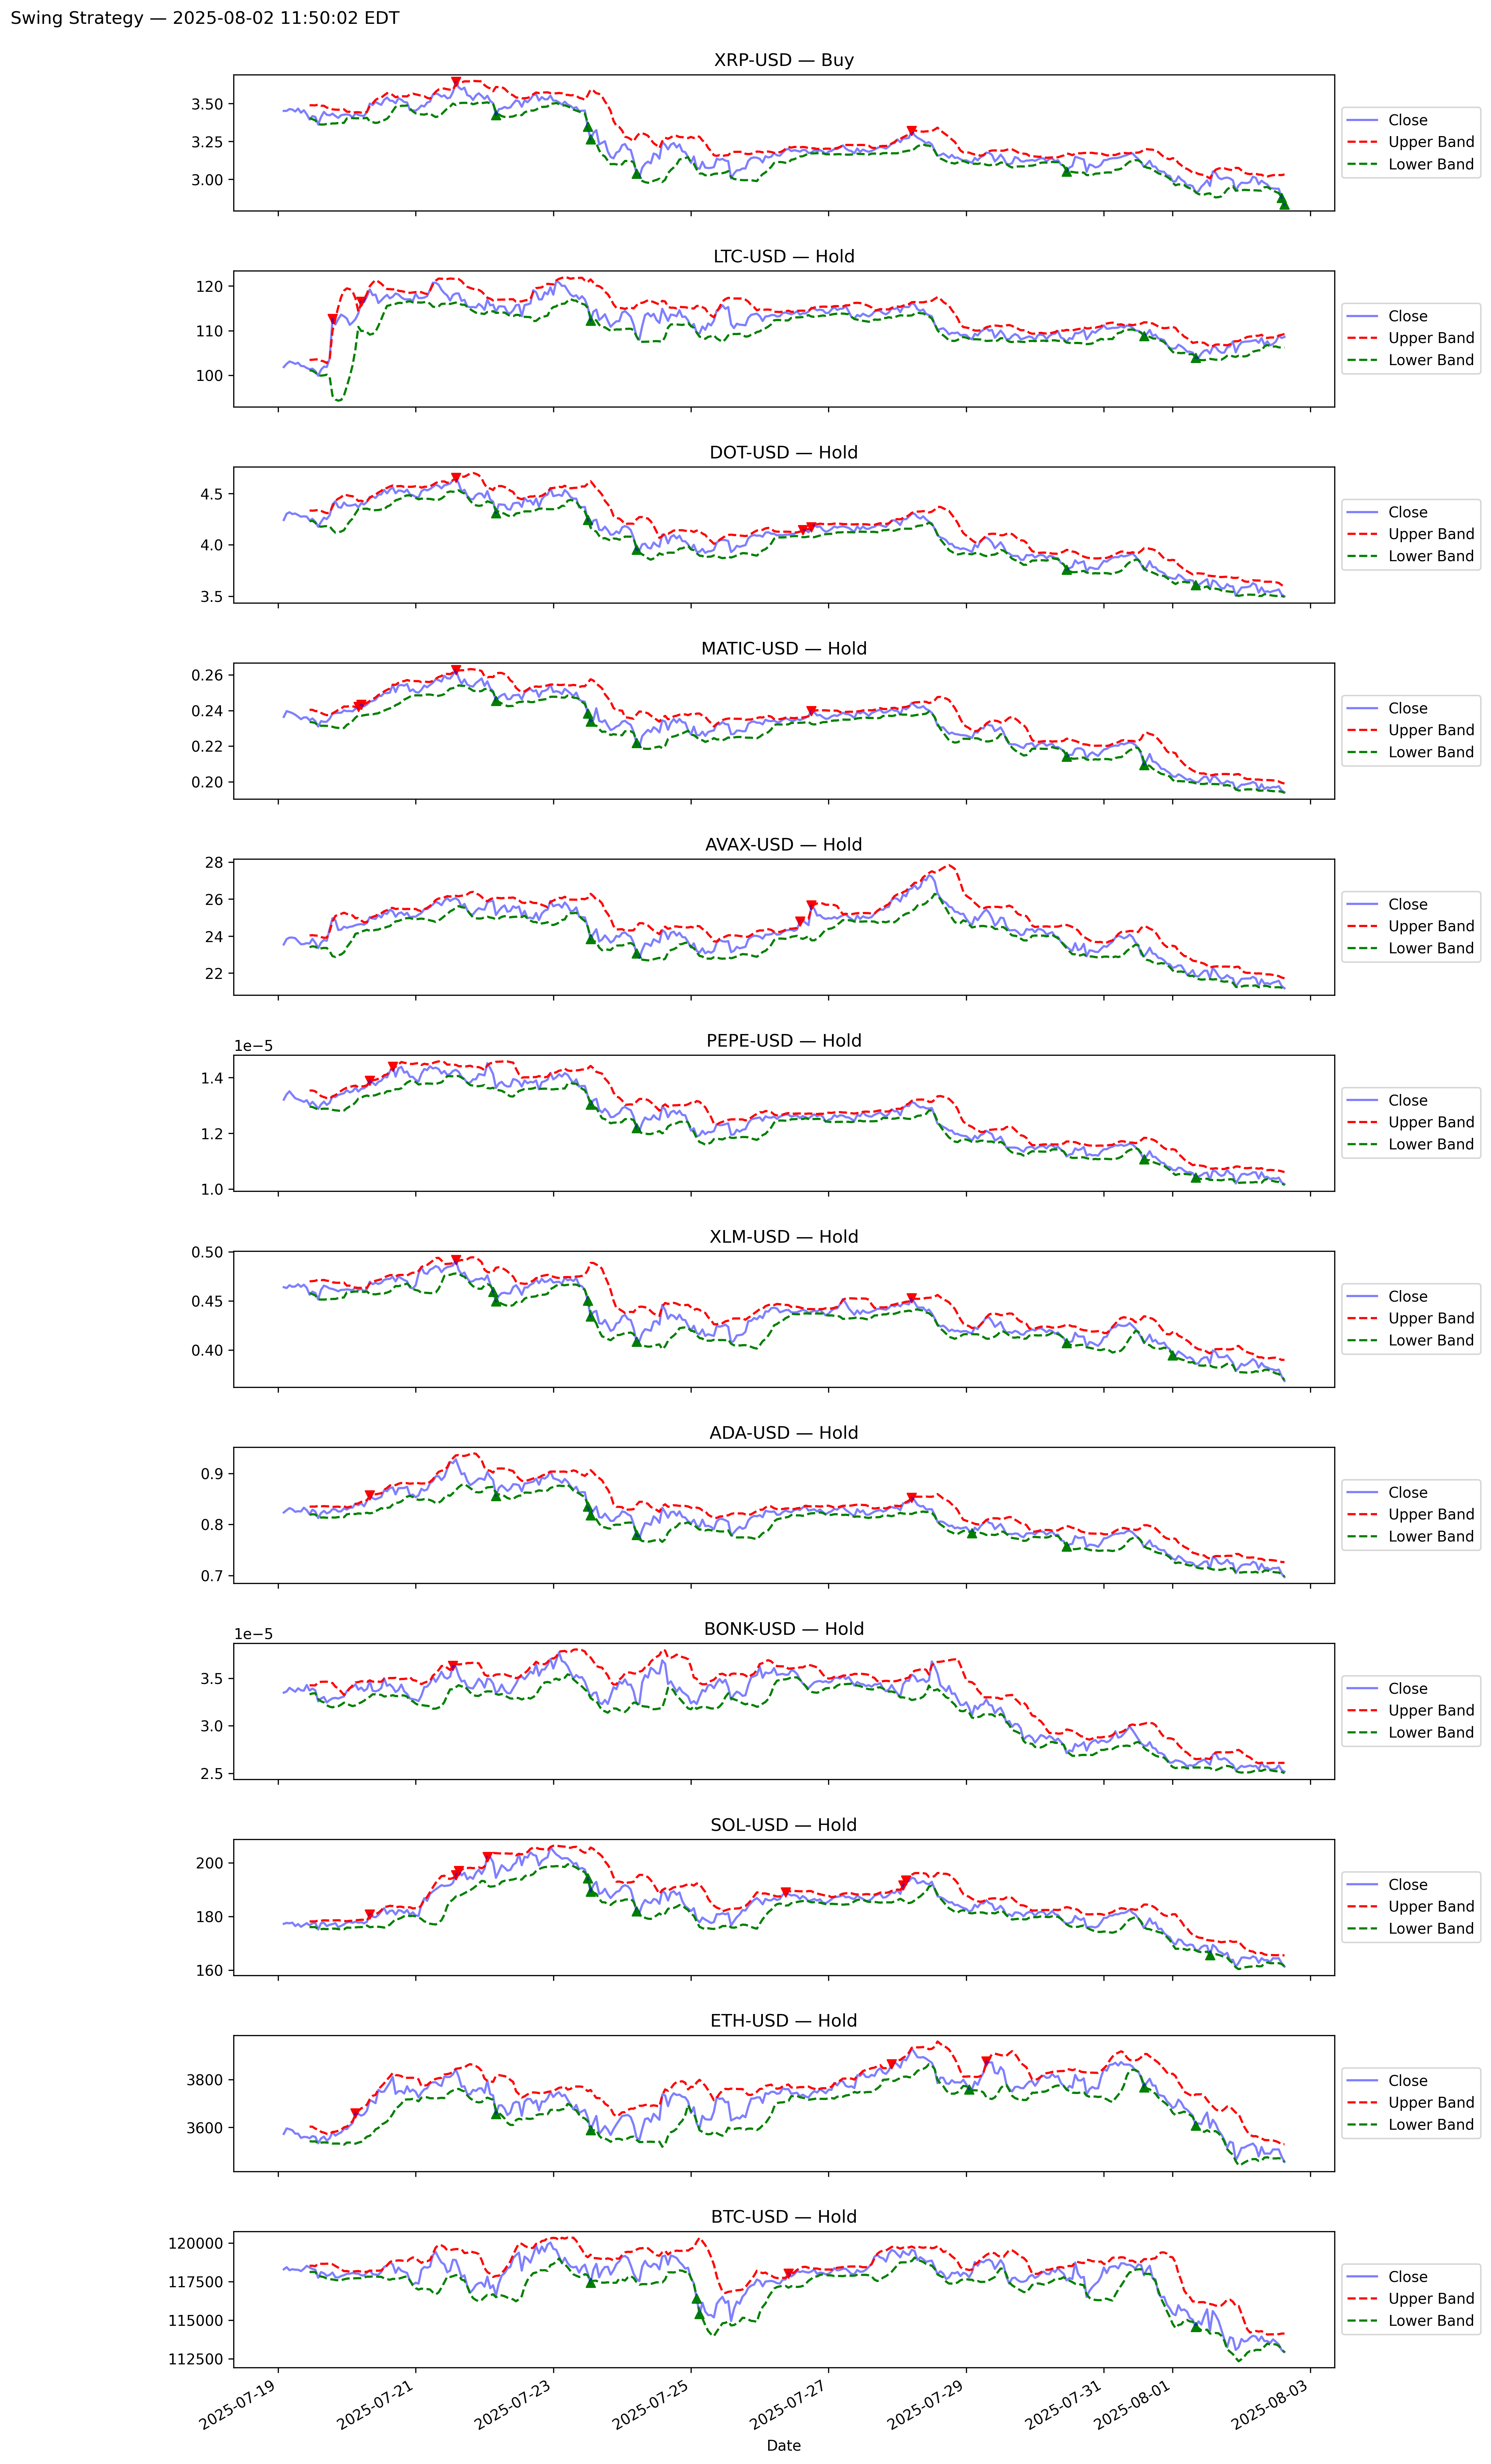 Swing Strategy — 2025-08-02 11:50:02 EDT
XRP-USD — Buy
3.50
3.25
3.00
Close
Upper Band
Lower Band
LTC-USD — Hold
120
110
100
Close
Upper Band
Lower Band
DOT-USD — Hold
4.5
4.0
3.5
Close
Upper Band
Lower Band
MATIC-USD — Hold
0.26
0.24
0.22
0.20
Close
Upper Band
Lower Band
AVAX-USD — Hold
28
26
24
22
Close
Upper Band
Lower Band
PEPE-USD — Hold
1e−5
1.4
1.2
1.0
Close
Upper Band
Lower Band
XLM-USD — Hold
0.50
0.45
0.40
Close
Upper Band
Lower Band
ADA-USD — Hold
0.9
0.8
0.7
Close
Upper Band
Lower Band
BONK-USD — Hold
1e−5
3.5
3.0
2.5
Close
Upper Band
Lower Band
SOL-USD — Hold
200
180
160
Close
Upper Band
Lower Band
ETH-USD — Hold
3800
3600
Close
Upper Band
Lower Band
BTC-USD — Hold
120000
117500
115000
112500
Close
Upper Band
Lower Band
2025-07-19
2025-07-21
2025-07-23
2025-07-25
2025-07-27
2025-07-29
2025-07-31
2025-08-01
2025-08-03
Date